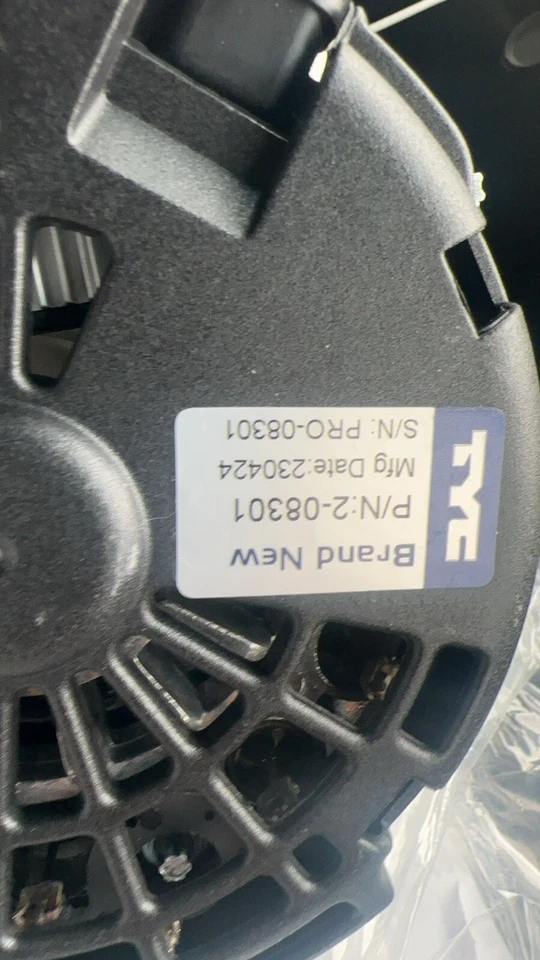 TYC
Brand New
P/N:2-08301
Mfg Date:230424
S/N: PRO-08301